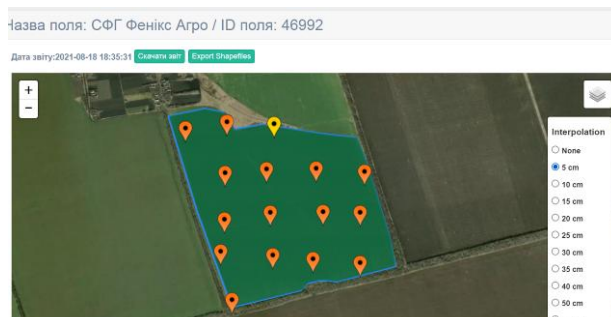 Назва поля: СФГ Фенікс Агро / ID поля: 46992
Дата звіту:2021-08-18 18:35:31 Скачати звіт Export Shapefiles
+
−
Interpolation
None
5 cm
10 cm
15 cm
20 cm
25 cm
30 cm
35 cm
40 cm
50 cm